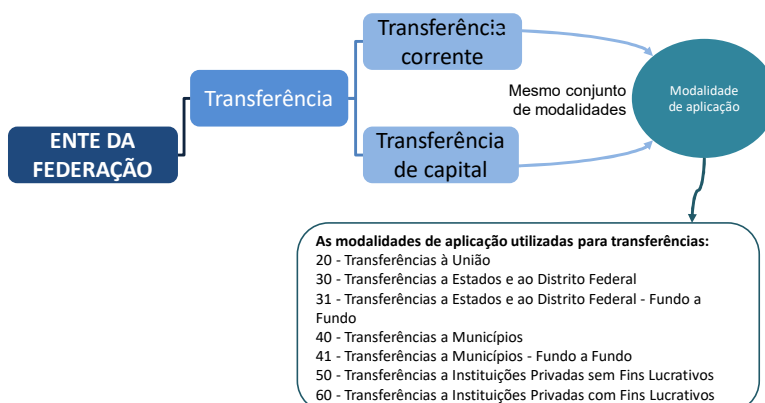 Transferência
corrente
Transferência
Mesmo conjunto
de modalidades
Modalidade
de aplicação
ENTE DA
FEDERAÇÃO
Transferência
de capital
As modalidades de aplicação utilizadas para transferências:
20 - Transferências à União
30 - Transferências a Estados e ao Distrito Federal
31 - Transferências a Estados e ao Distrito Federal - Fundo a
Fundo
40 - Transferências a Municípios
41 - Transferências a Municípios - Fundo a Fundo
50 - Transferências a Instituições Privadas sem Fins Lucrativos
60 - Transferências a Instituições Privadas com Fins Lucrativos